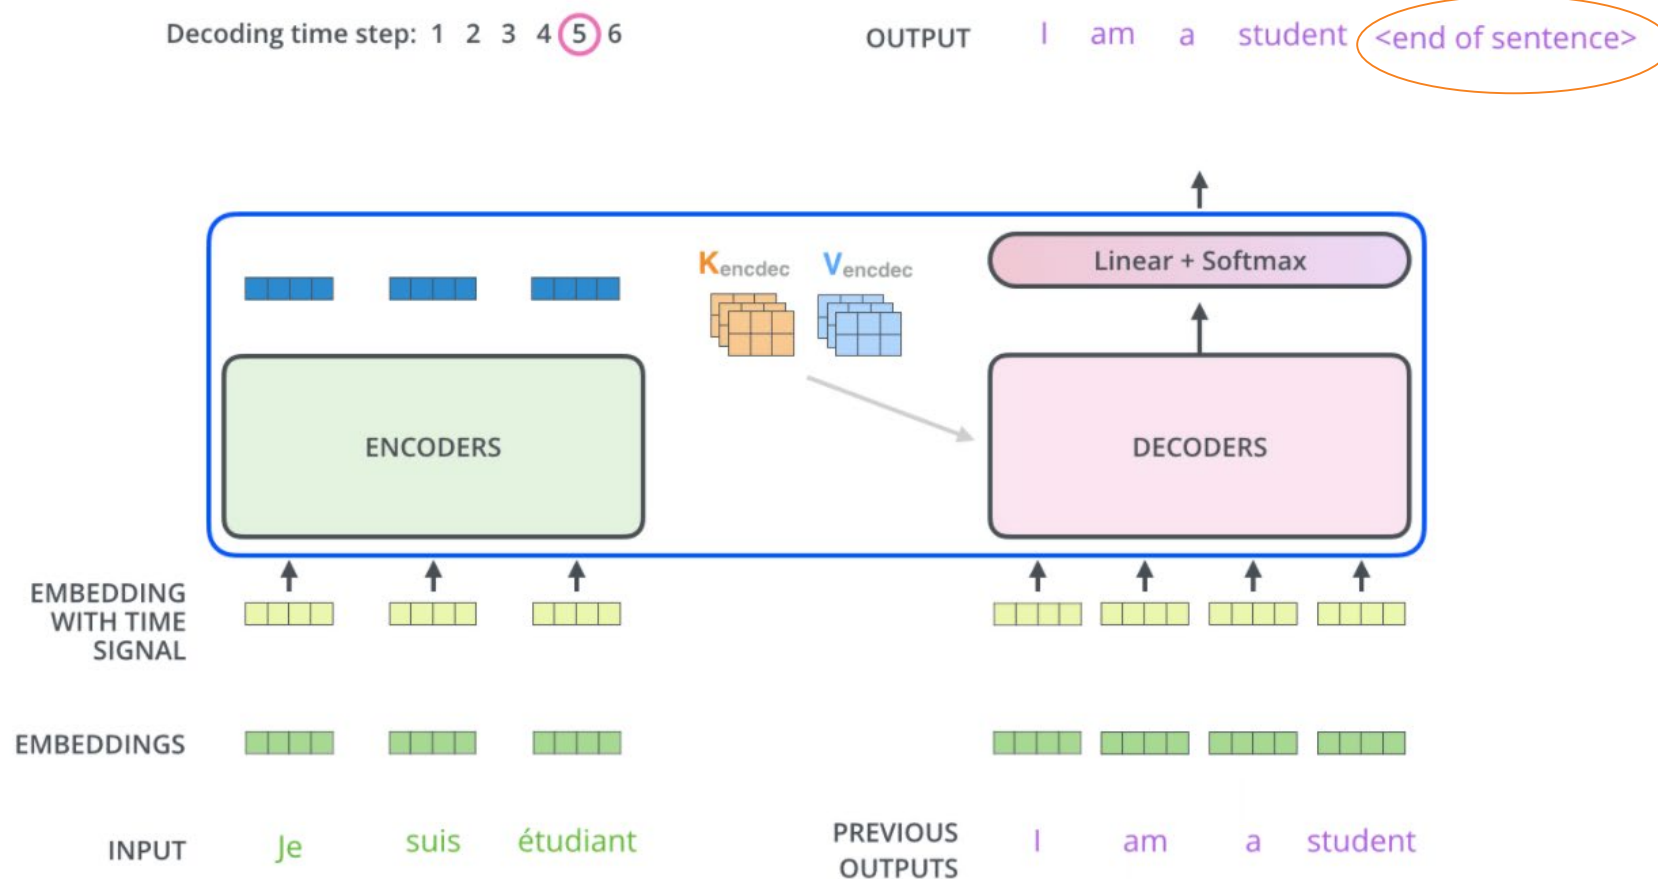 Decoding time step: 1 2 3 4 5 6
OUTPUT I am a student <end of sentence>
Kencdec Vencdec
Linear + Softmax
ENCODERS
DECODERS
EMBEDDING
WITH TIME
SIGNAL
EMBEDDINGS
INPUT Je suis étudiant
PREVIOUS
OUTPUTS
I am a student